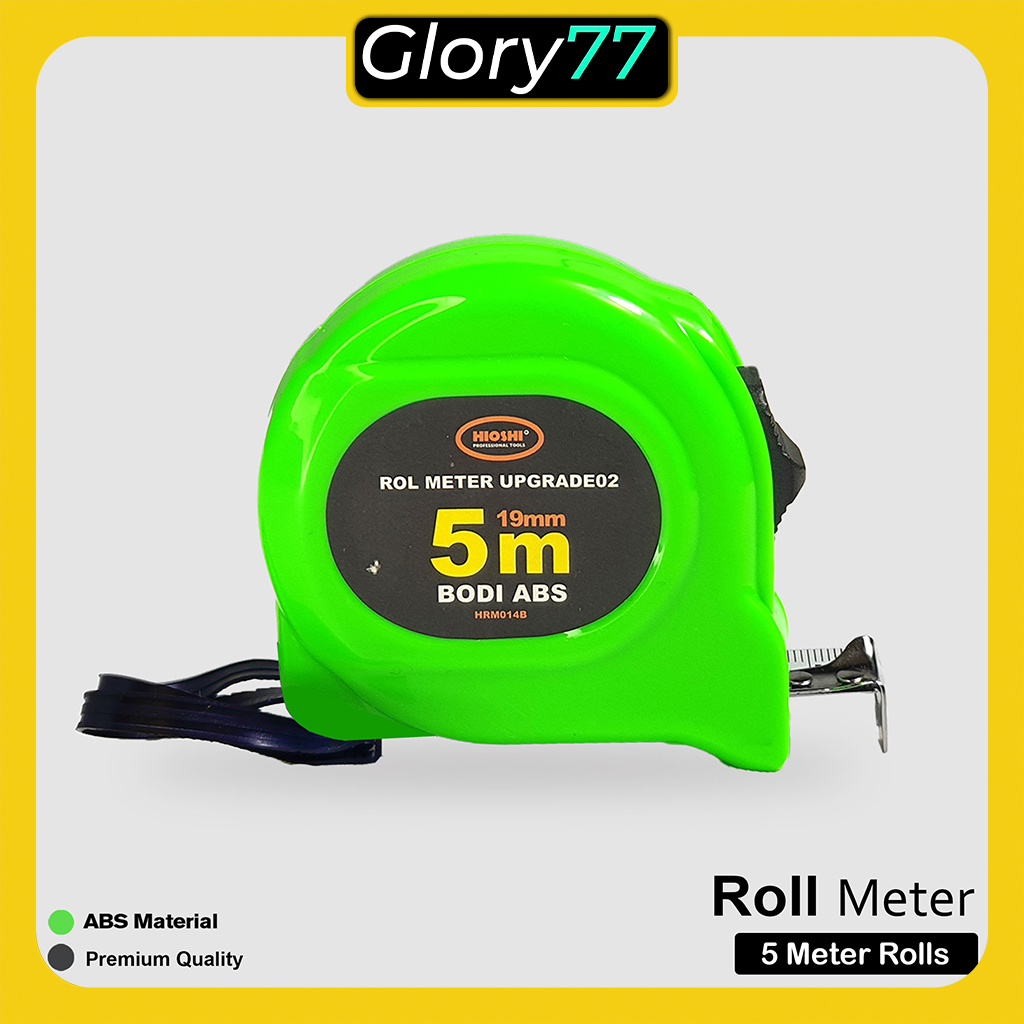 Glory77
HIOSHI
PROFESSIONAL TOOLS
ROL METER UPGRADE02
19mm
5m
BODI ABS
HRM014B
ABS Material
Premium Quality
Roll Meter
5 Meter Rolls